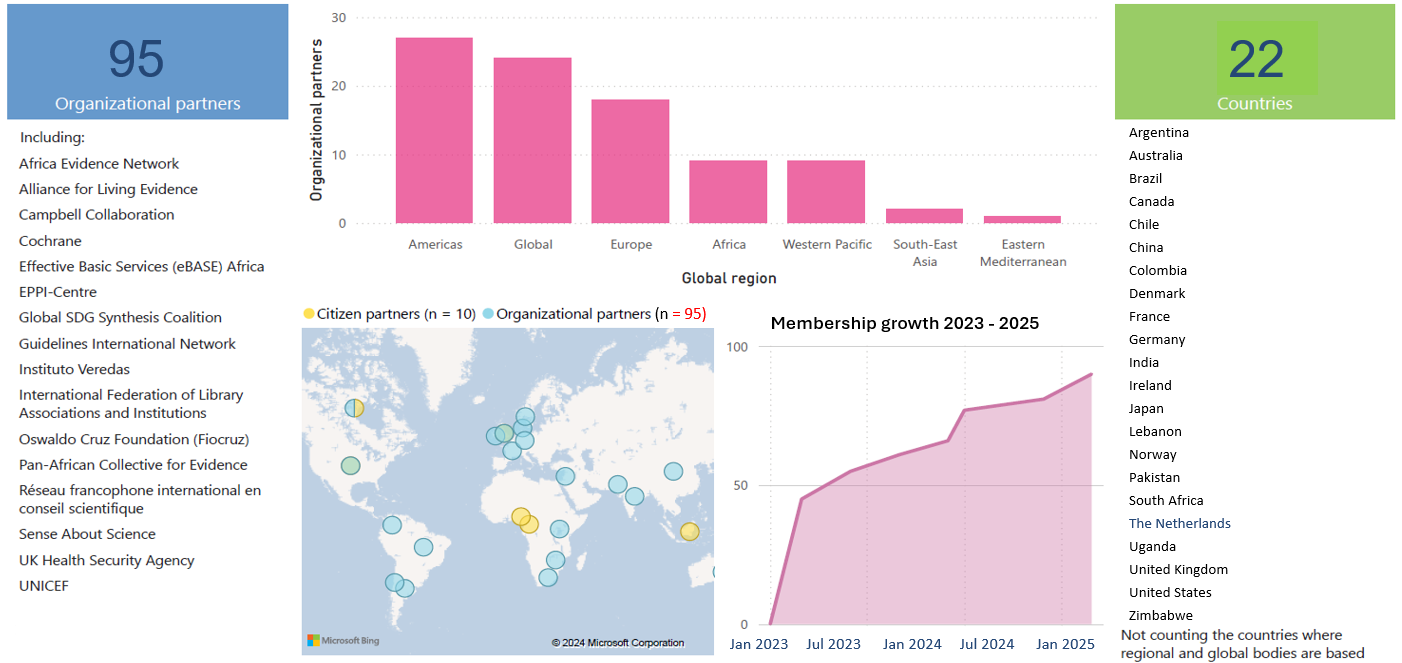 95
Organizational partners
Including:
Africa Evidence Network
Alliance for Living Evidence
Campbell Collaboration
Cochrane
Effective Basic Services (eBASE) Africa
EPPI-Centre
Global SDG Synthesis Coalition
Guidelines International Network
Instituto Veredas
International Federation of Library
Associations and Institutions
Oswaldo Cruz Foundation (Fiocruz)
Pan-African Collective for Evidence
Réseau francophone international en
conseil scientifique
Sense About Science
UK Health Security Agency
UNICEF
Organizational partners
30
20
10
0
Americas
Global
Europe
Africa
Western Pacific
South-East
Asia
Eastern
Mediterranean
Global region
Citizen partners (n = 10) Organizational partners (n = 95)
Microsoft Bing
© 2024 Microsoft Corporation
Membership growth 2023 - 2025
100
50
0
Jan 2023 Jul 2023 Jan 2024 Jul 2024 Jan 2025
22
Countries
Argentina
Australia
Brazil
Canada
Chile
China
Colombia
Denmark
France
Germany
India
Ireland
Japan
Lebanon
Norway
Pakistan
South Africa
The Netherlands
Uganda
United Kingdom
United States
Zimbabwe
Not counting the countries where
regional and global bodies are based